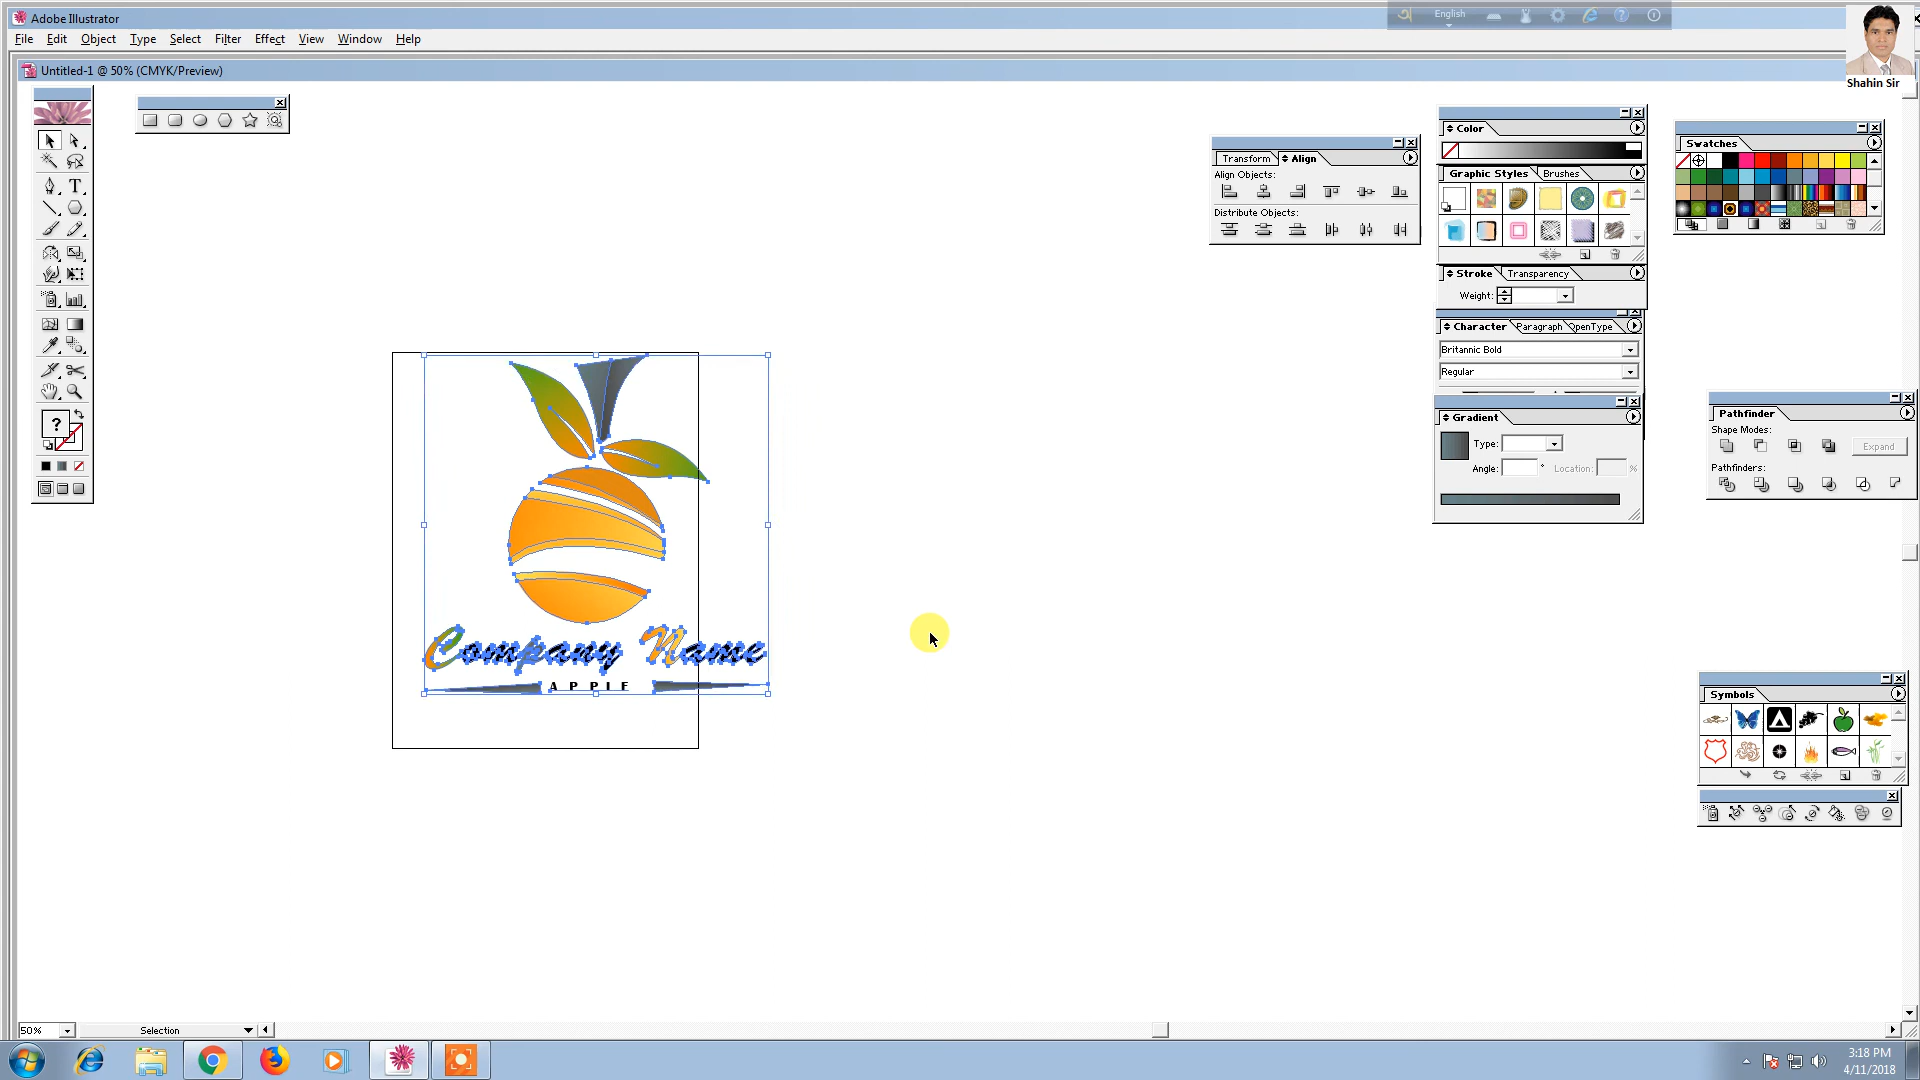 Adobe Illustrator
English
File Edit Object Type Select Filter Effect View Window Help
Untitled-1 @ 50% (CMYK/Preview)
Shahin Sir
Color
Swatches
Transform Align
Align Objects:
Distribute Objects:
Graphic Styles Brushes
Stroke Transparency
Weight:
Character Paragraph OpenType
Britannic Bold
Regular
Gradient
Type:
Angle: ° Location: %
Pathfinder
Shape Modes:
Expand
Pathfinders:
?
Company Name
APPLE
Symbols
50%
Selection
3:18 PM
4/11/2018